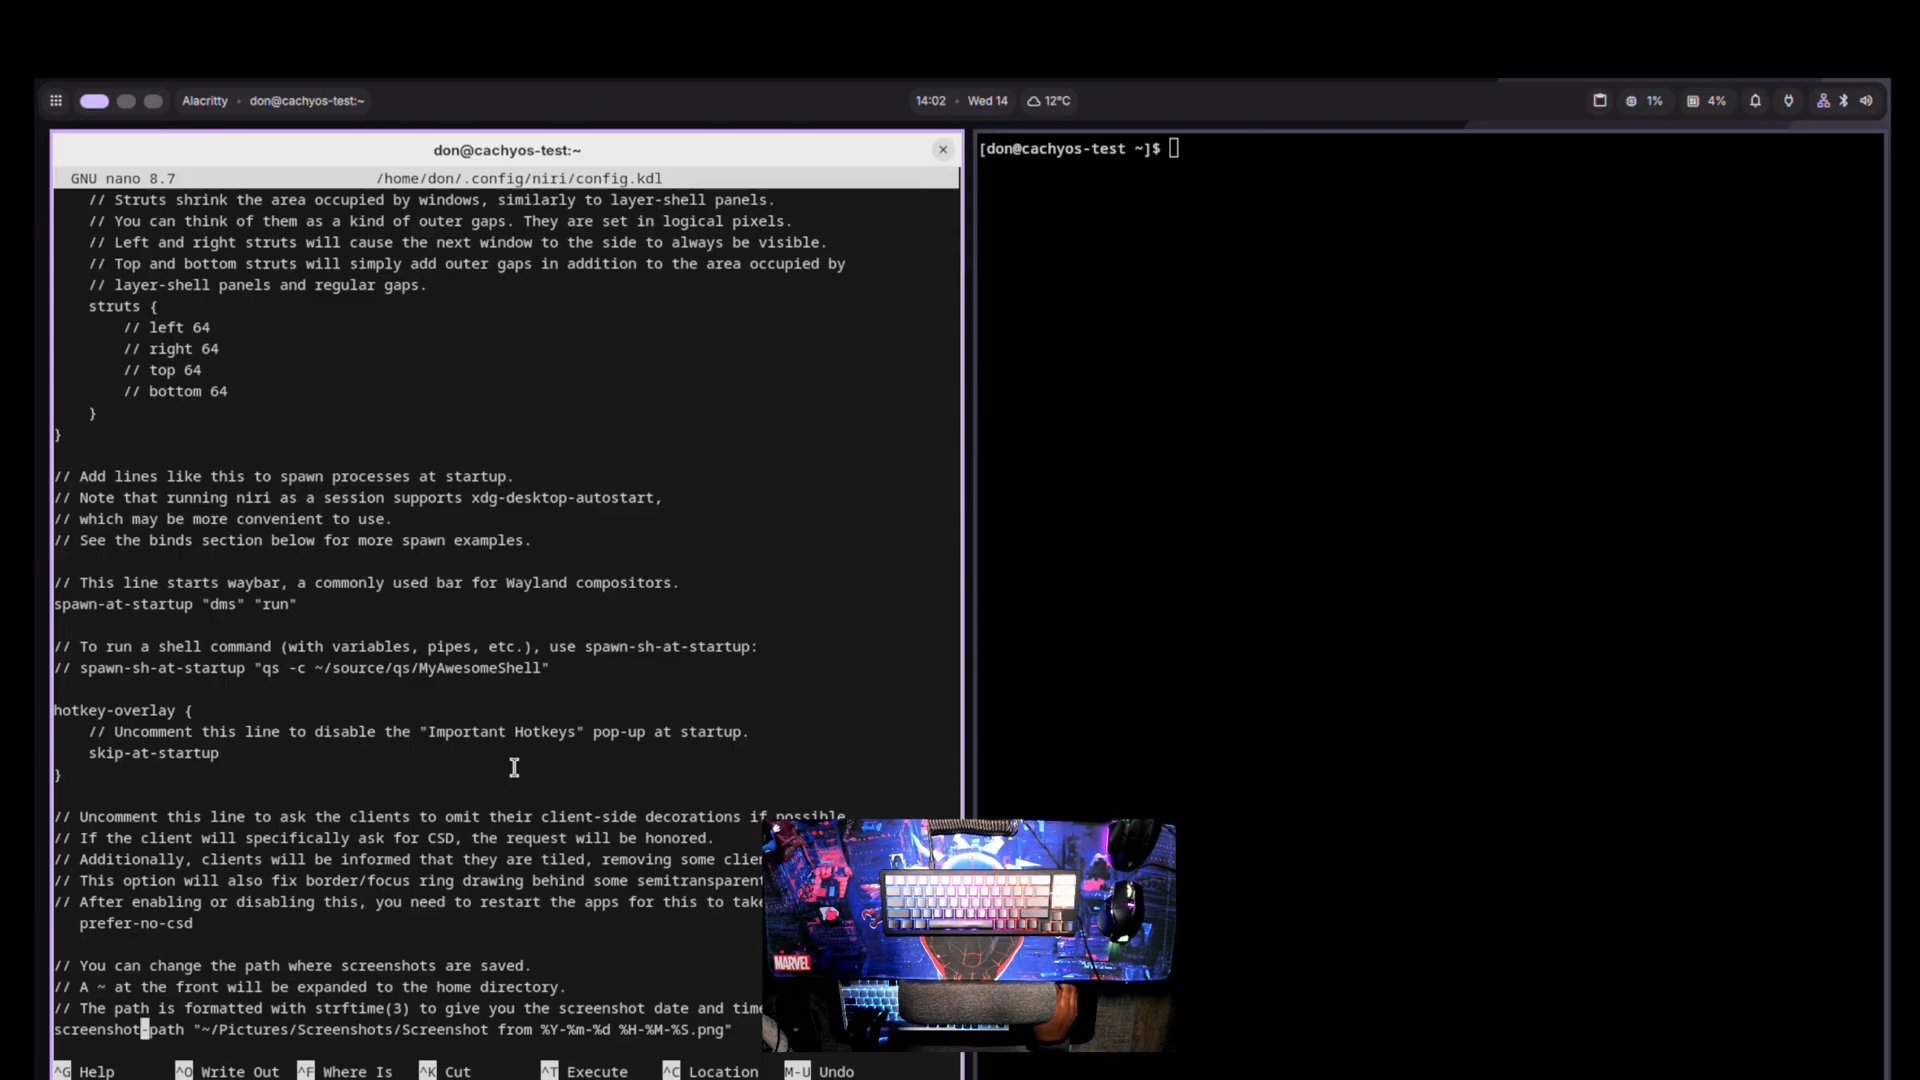 Alacritty • don@cachyos-test:~
14:02 • Wed 14
12°C
1%
4%
don@cachyos-test:~
GNU nano 8.7 /home/don/.config/niri/config.kdl
// Struts shrink the area occupied by windows, similarly to layer-shell panels.
// You can think of them as a kind of outer gaps. They are set in logical pixels.
// Left and right struts will cause the next window to the side to always be visible.
// Top and bottom struts will simply add outer gaps in addition to the area occupied by
// layer-shell panels and regular gaps.
struts {
// left 64
// right 64
// top 64
// bottom 64
}
}
// Add lines like this to spawn processes at startup.
// Note that running niri as a session supports xdg-desktop-autostart,
// which may be more convenient to use.
// See the binds section below for more spawn examples.
// This line starts waybar, a commonly used bar for Wayland compositors.
spawn-at-startup "dms" "run"
// To run a shell command (with variables, pipes, etc.), use spawn-sh-at-startup:
// spawn-sh-at-startup "qs -c ~/source/qs/MyAwesomeShell"
hotkey-overlay {
// Uncomment this line to disable the "Important Hotkeys" pop-up at startup.
skip-at-startup
}
// Uncomment this line to ask the clients to omit their client-side decorations if possible
// If the client will specifically ask for CSD, the request will be honored.
// Additionally, clients will be informed that they are tiled, removing some clie
// This option will also fix border/focus ring drawing behind some semitransparent
// After enabling or disabling this, you need to restart the apps for this to take
prefer-no-csd
// You can change the path where screenshots are saved.
// A ~ at the front will be expanded to the home directory.
// The path is formatted with strftime(3) to give you the screenshot date and time
screenshot-path "~/Pictures/Screenshots/Screenshot from %Y-%m-%d %H-%M-%S.png"
^G Help ^O Write Out ^F Where Is ^K Cut ^T Execute ^C Location M-U Undo
[don@cachyos-test ~]$
MARVEL